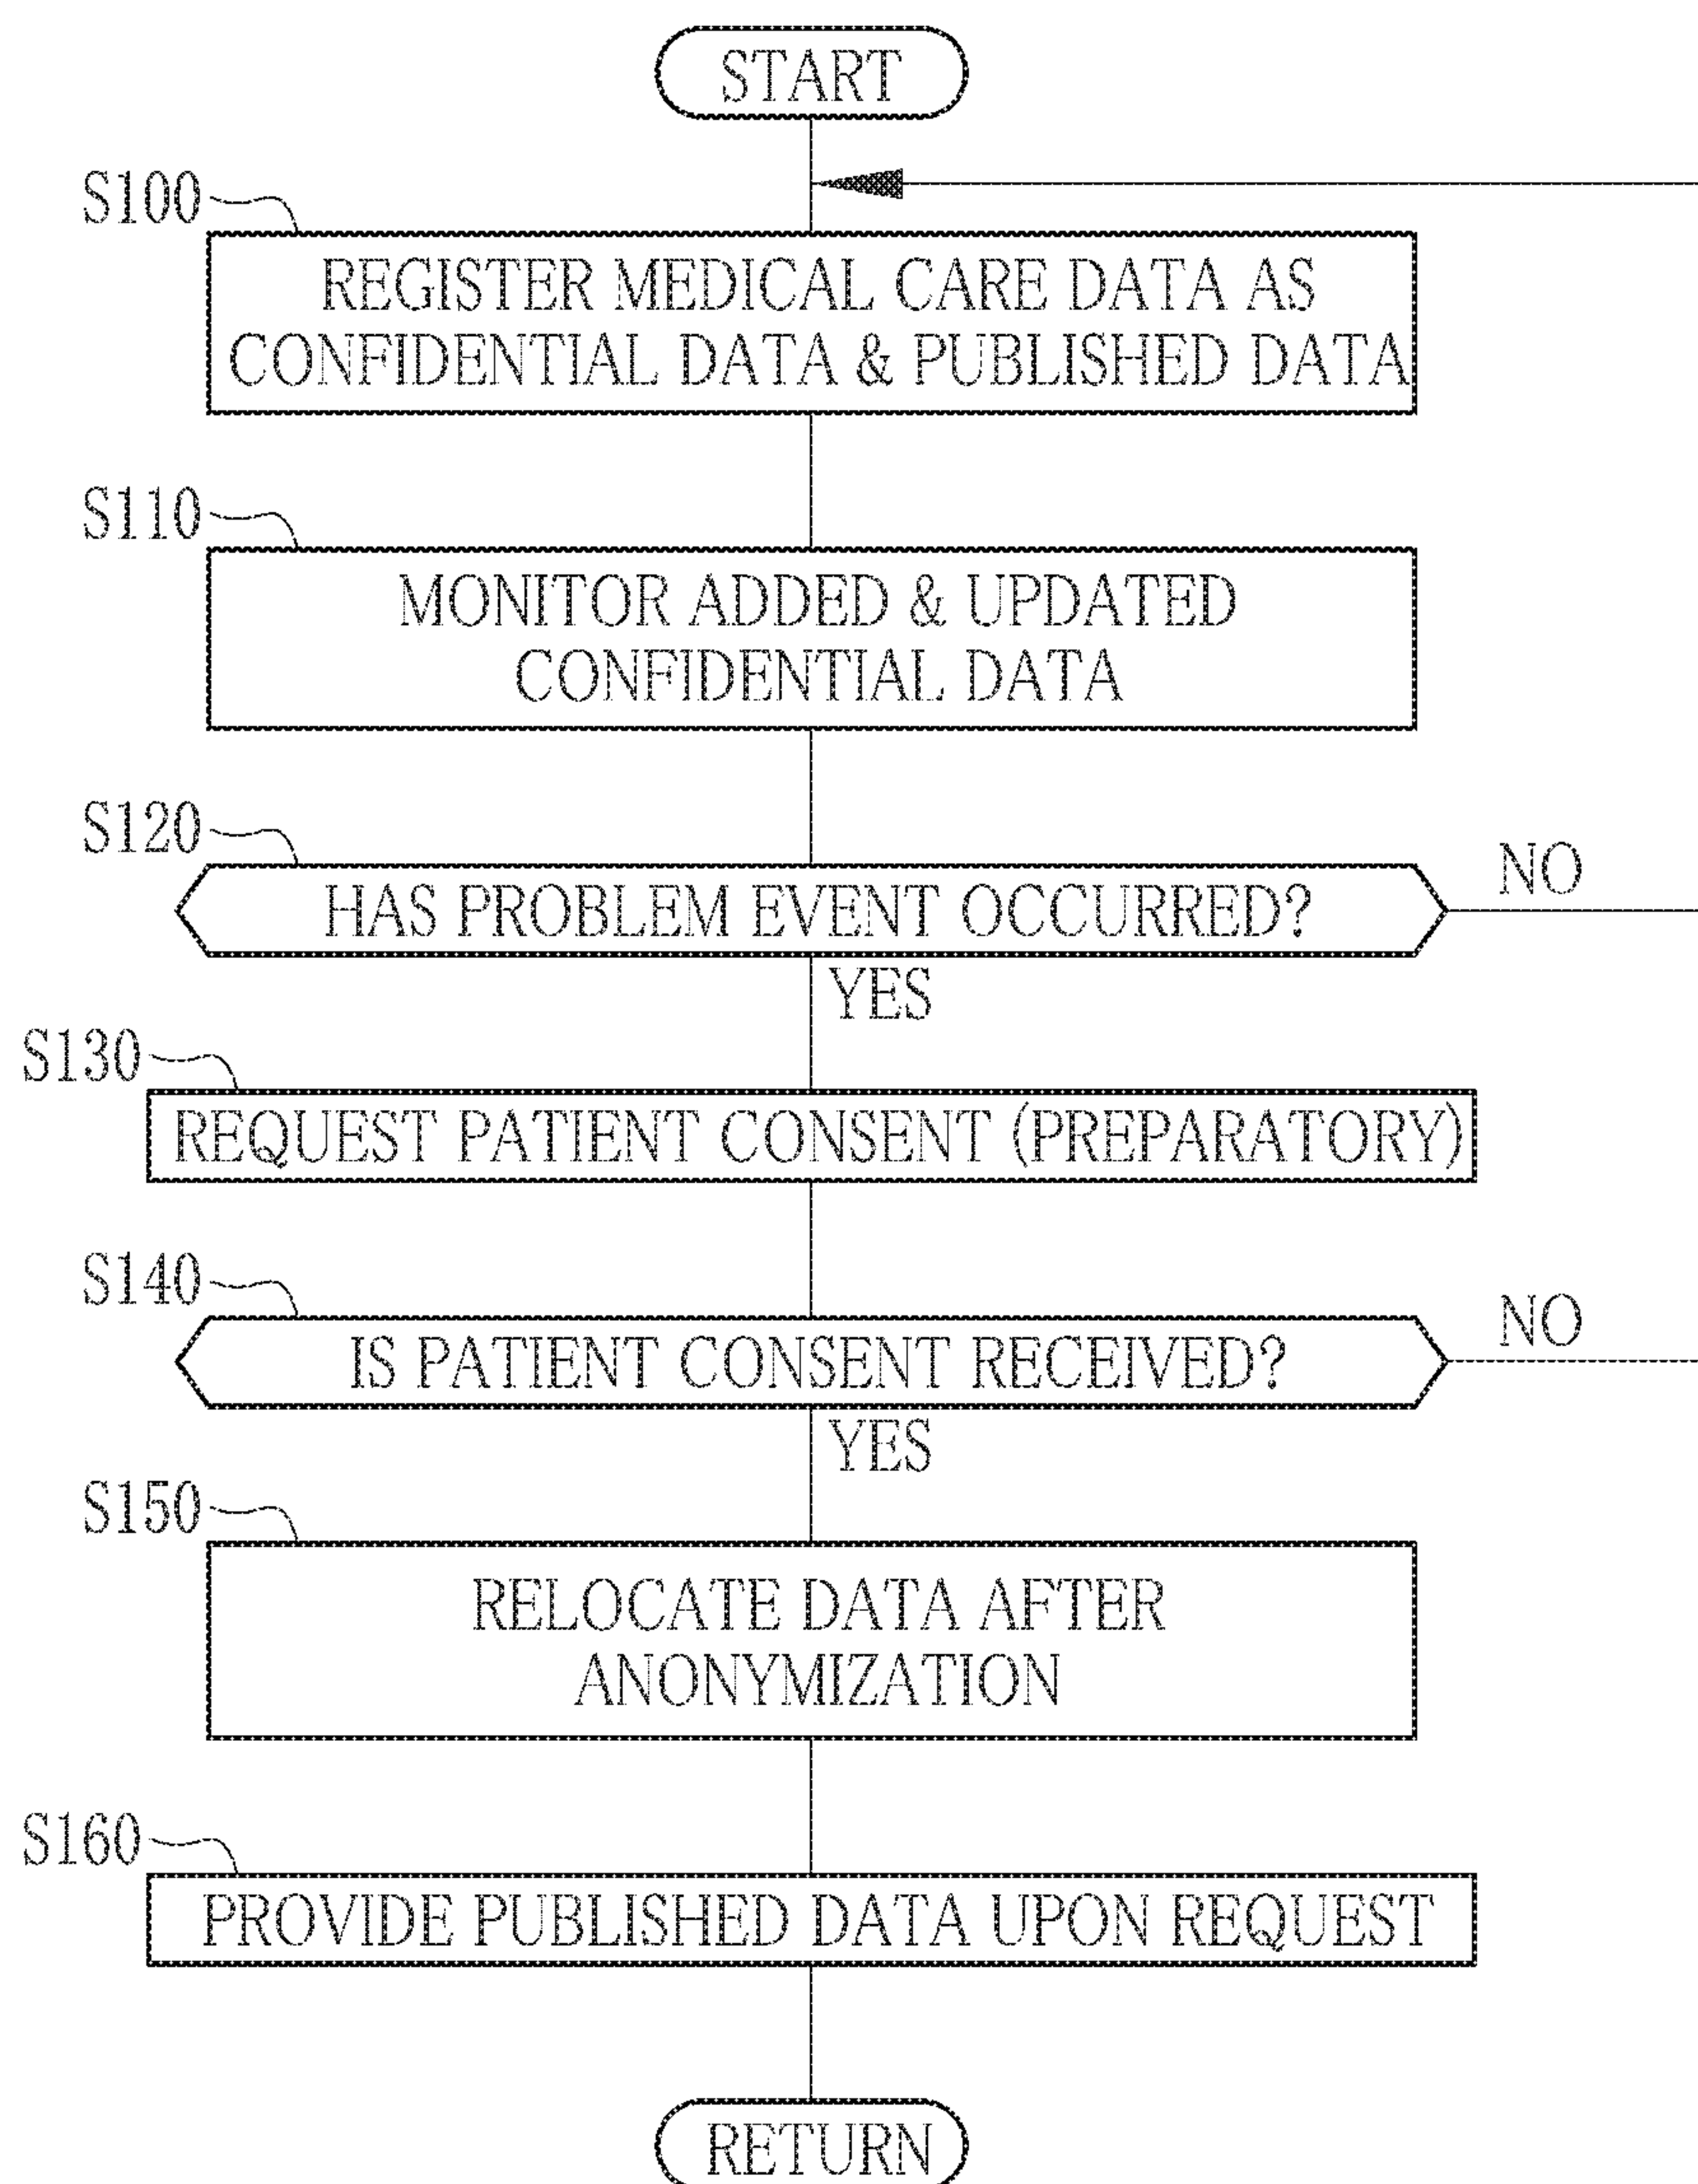 START
S100
REGISTER MEDICAL CARE DATA AS
CONFIDENTIAL DATA & PUBLISHED DATA
S110
MONITOR ADDED & UPDATED
CONFIDENTIAL DATA
S120
HAS PROBLEM EVENT OCCURRED?
NO
YES
S130
REQUEST PATIENT CONSENT (PREPARATORY)
S140
IS PATIENT CONSENT RECEIVED?
NO
YES
S150
RELOCATE DATA AFTER
ANONYMIZATION
S160
PROVIDE PUBLISHED DATA UPON REQUEST
RETURN